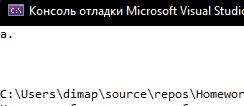 Консоль отладки Microsoft Visual Studio
a.
C:\Users\dimap\source\repos\Homewor